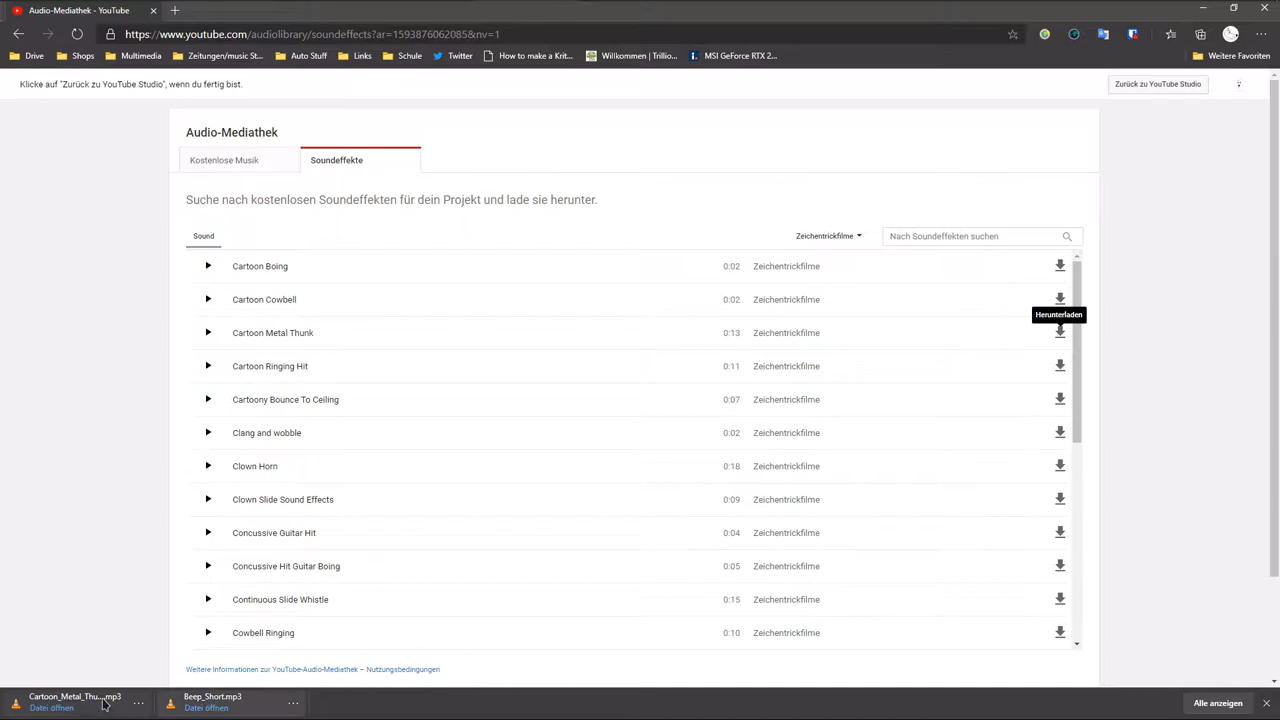 Audio-Mediathek - YouTube
https://www.youtube.com/audiolibrary/soundeffects?ar=1593876062085&nv=1
Drive Shops Multimedia Zeitungen/music St... Auto Stuff Links Schule Twitter How to make a Krit... Willkommen | Trillio... MSI GeForce RTX 2... Weitere Favoriten
Klicke auf "Zurück zu YouTube Studio", wenn du fertig bist. Zurück zu YouTube Studio
Audio-Mediathek
Kostenlose Musik Soundeffekte
Suche nach kostenlosen Soundeffekten für dein Projekt und lade sie herunter.
Sound Zeichentrickfilme Nach Soundeffekten suchen
Cartoon Boing 0:02 Zeichentrickfilme
Cartoon Cowbell 0:02 Zeichentrickfilme
Herunterladen
Cartoon Metal Thunk 0:13 Zeichentrickfilme
Cartoon Ringing Hit 0:11 Zeichentrickfilme
Cartoony Bounce To Ceiling 0:07 Zeichentrickfilme
Clang and wobble 0:02 Zeichentrickfilme
Clown Horn 0:18 Zeichentrickfilme
Clown Slide Sound Effects 0:09 Zeichentrickfilme
Concussive Guitar Hit 0:04 Zeichentrickfilme
Concussive Hit Guitar Boing 0:05 Zeichentrickfilme
Continuous Slide Whistle 0:15 Zeichentrickfilme
Cowbell Ringing 0:10 Zeichentrickfilme
Weitere Informationen zur YouTube-Audio-Mediathek – Nutzungsbedingungen
Cartoon_Metal_Thu....mp3 Beep_Short.mp3
Datei öffnen Datei öffnen Alle anzeigen